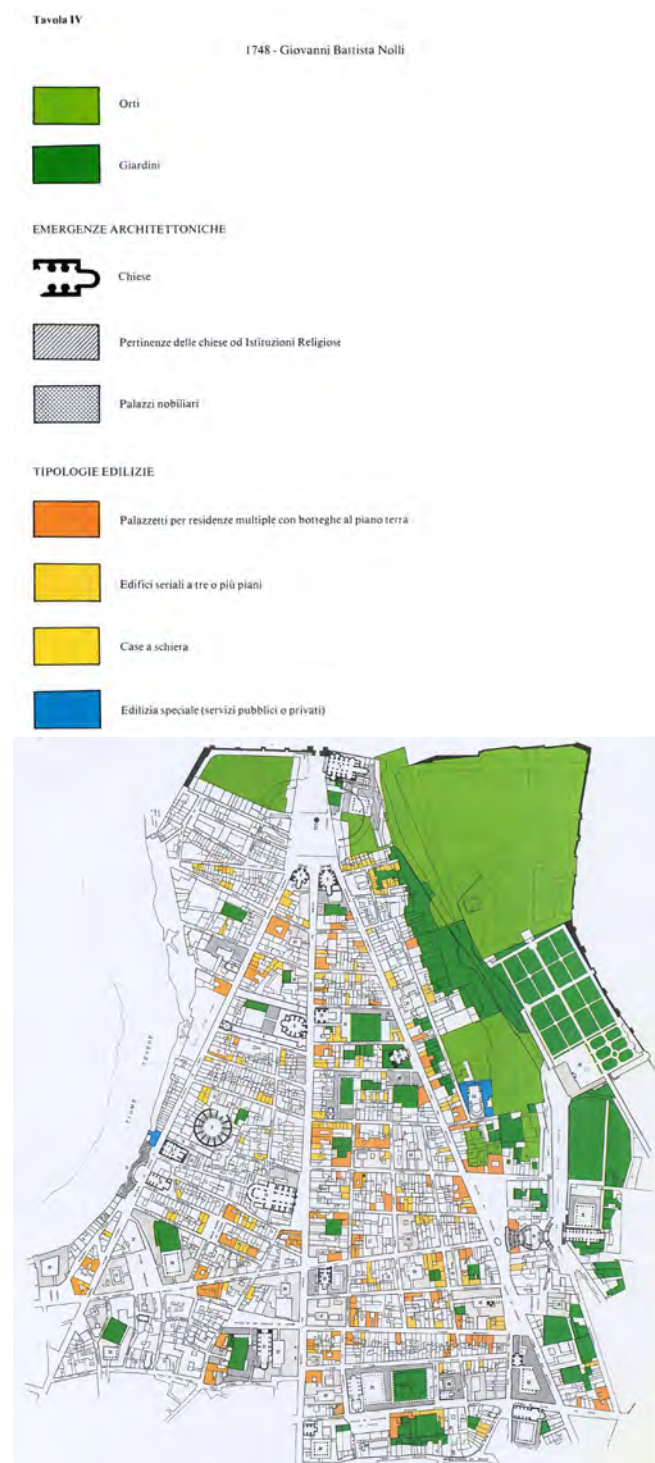 Tavola IV
1748 - Giovanni Battista Nolli
Orti
Giardini
EMERGENZE ARCHITETTONICHE
Chiese
Pertinenze delle chiese od Istituzioni Religiose
Palazzi nobiliari
TIPOLOGIE EDILIZIE
Palazzetti per residenze multiple con botteghe al piano terra
Edifici seriali a tre o più piani
Case a schiera
Edilizia speciale (servizi pubblici o privati)
FIUME TEVERE